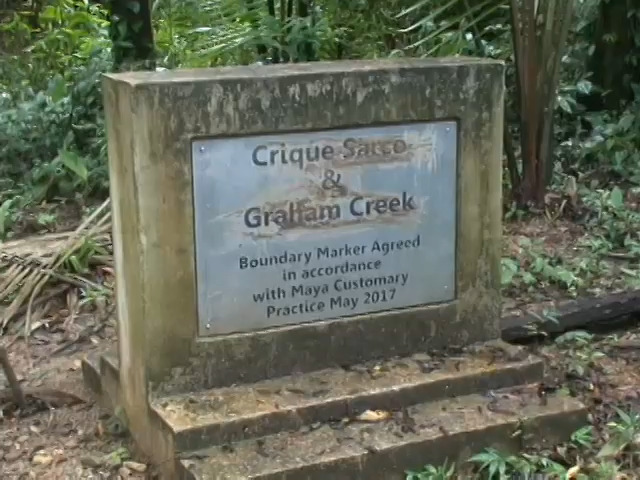 Crique Sarco
&
Graham Creek
Boundary Marker Agreed
in accordance
with Maya Customary
Practice May 2017